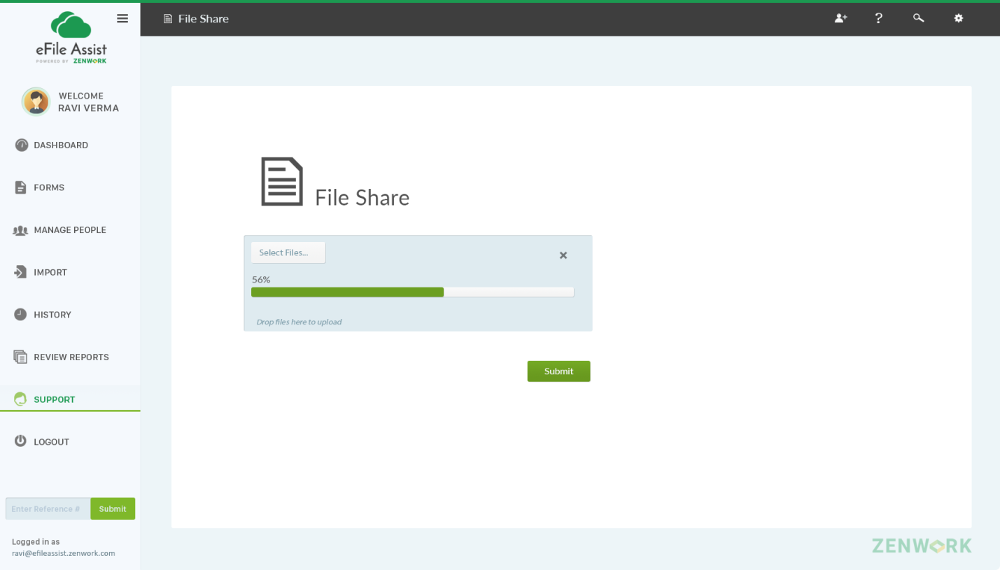 File Share
eFile Assist
POWERED BY ZENWORK
WELCOME
RAVI VERMA
DASHBOARD
FORMS
MANAGE PEOPLE
IMPORT
HISTORY
REVIEW REPORTS
SUPPORT
LOGOUT
Enter Reference # Submit
Logged in as
ravi@efileassist.zenwork.com
File Share
Select Files...
56%
Drop files here to upload
Submit
ZENWORK